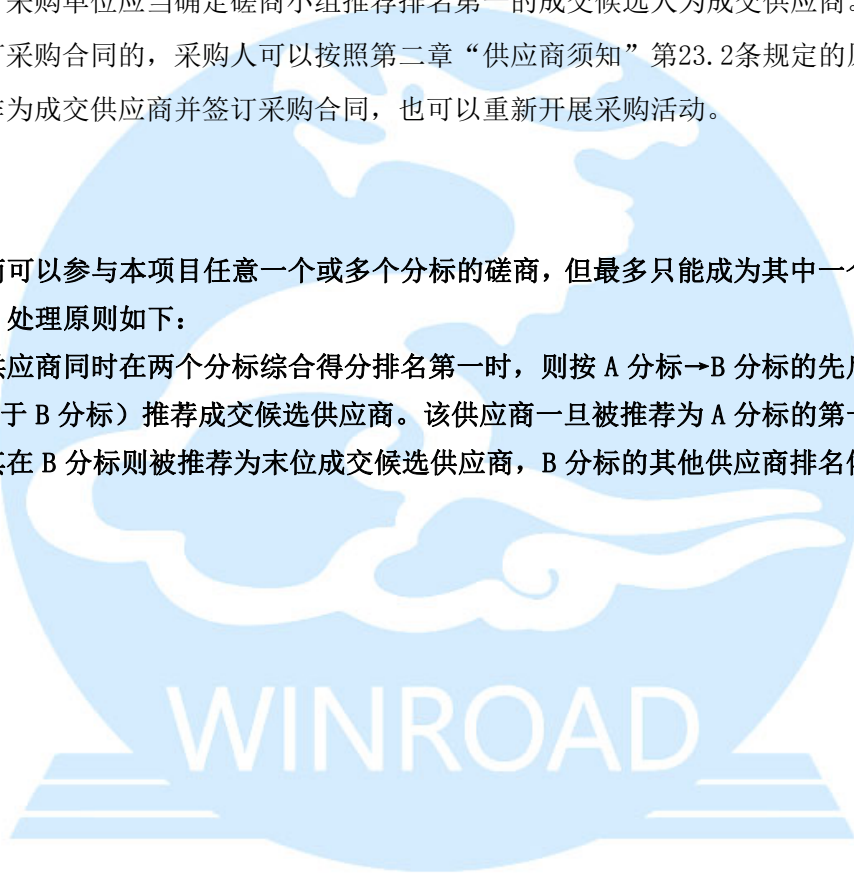 采购单位应当确定磋商小组推荐排名第一的成交候选人为成交供应商。
采购合同的，采购人可以按照第二章“供应商须知”第23.2条规定的
为成交供应商并签订采购合同，也可以重新开展采购活动。
可以参与本项目任意一个或多个分标的磋商，但最多只能成为其中一个
处理原则如下：
供应商同时在两个分标综合得分排名第一时，则按 A 分标→B 分标的先后
于 B 分标）推荐成交候选供应商。该供应商一旦被推荐为 A 分标的第一
在 B 分标则被推荐为末位成交候选供应商，B 分标的其他供应商排名依
WINROAD